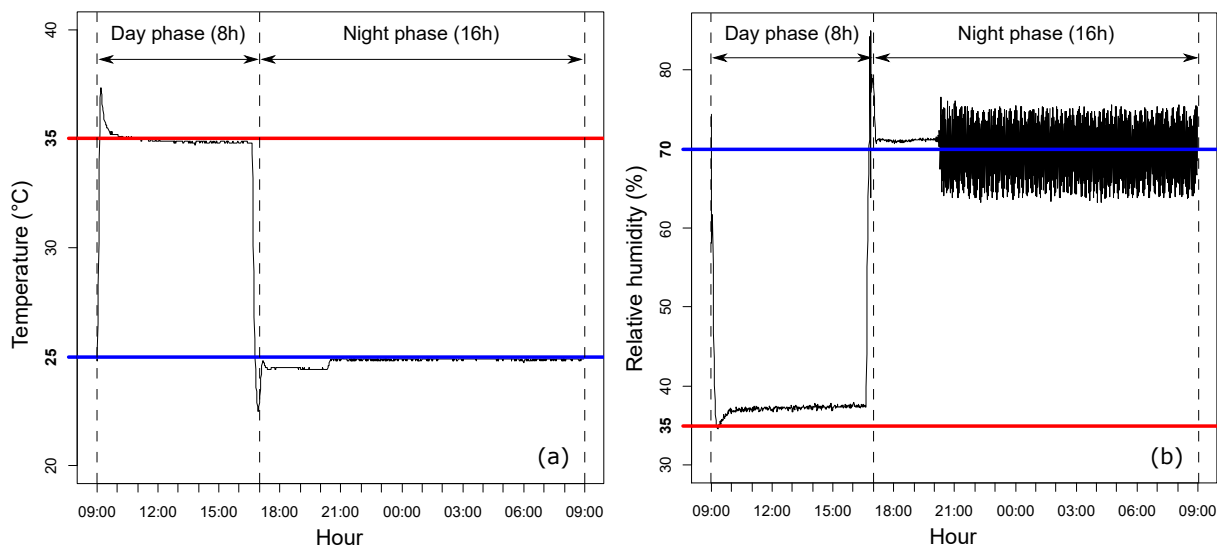 Day phase (8h)
Night phase (16h)
40
35
30
25
20
Temperature (°C)
(a)
09:00 12:00 15:00 18:00 21:00 00:00 03:00 06:00 09:00
Hour
Day phase (8h)
Night phase (16h)
80
70
60
50
40
35
30
Relative humidity (%)
(b)
09:00 12:00 15:00 18:00 21:00 00:00 03:00 06:00 09:00
Hour